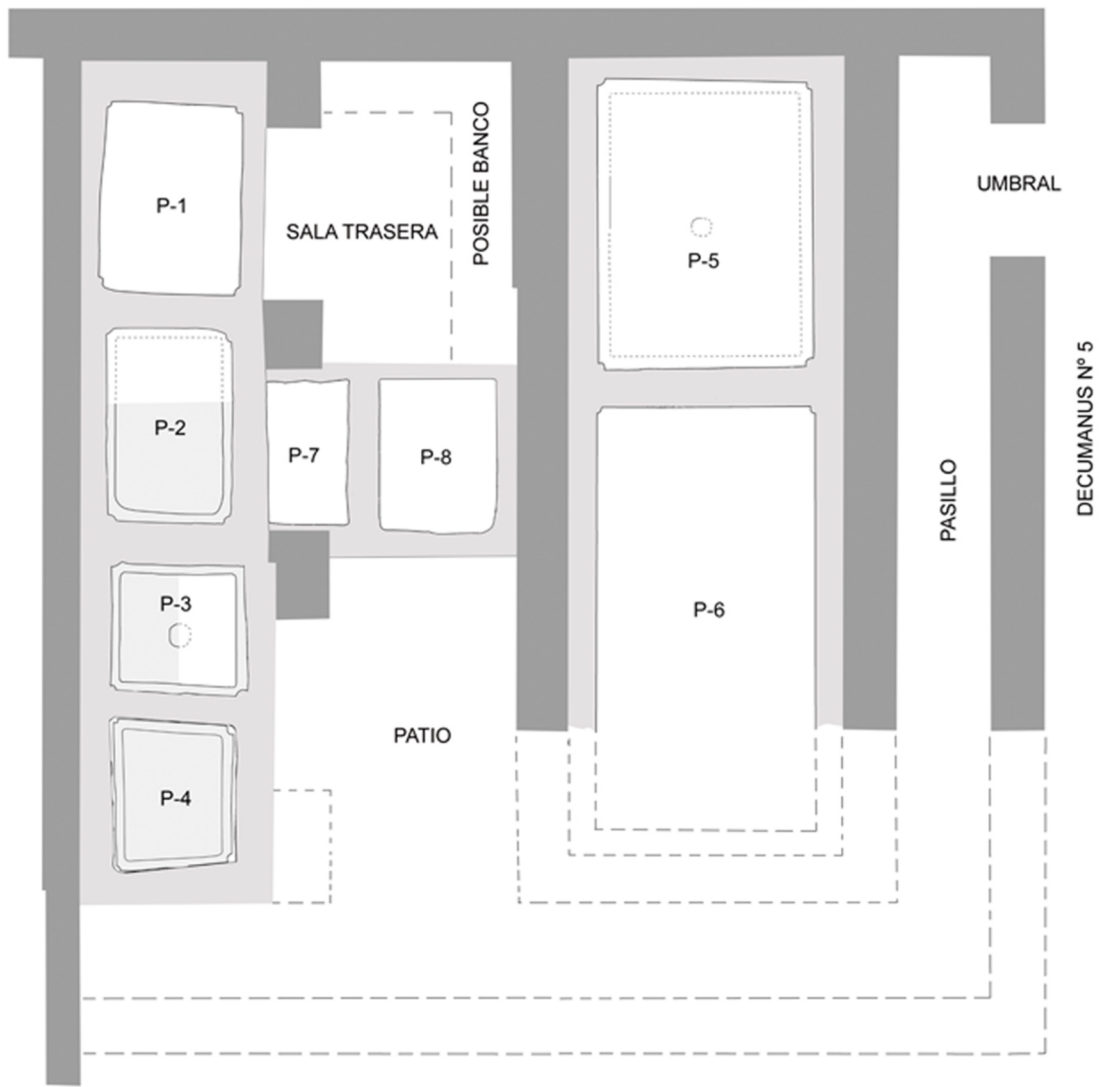 P-1
SALA TRASERA
POSIBLE BANCO
P-5
UMBRAL
P-2
P-7
P-8
PASILLO
DECUMANUS Nº 5
P-3
P-6
PATIO
P-4